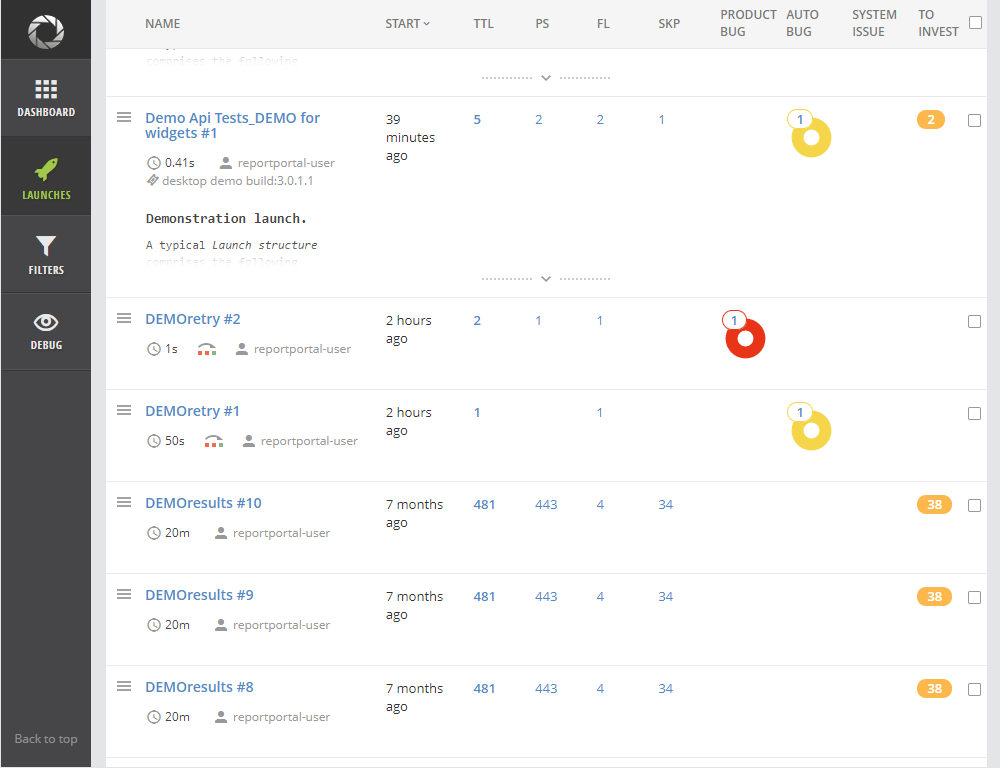 NAME START TTL PS FL SKP PRODUCT BUG AUTO BUG SYSTEM ISSUE TO INVEST
comprises the following
DASHBOARD
LAUNCHES
FILTERS
DEBUG
Back to top
Demo Api Tests_DEMO for
widgets #1
39
minutes
ago
5 2 2 1 1 2
0.41s reportportal-user
desktop demo build:3.0.1.1
Demonstration launch.
A typical Launch structure
comprises the following
DEMOretry #2
2 hours
ago
2 1 1 1
1s reportportal-user
DEMOretry #1
2 hours
ago
1 1 1
50s reportportal-user
DEMOresults #10
7 months
ago
481 443 4 34 38
20m reportportal-user
DEMOresults #9
7 months
ago
481 443 4 34 38
20m reportportal-user
DEMOresults #8
7 months
ago
481 443 4 34 38
20m reportportal-user